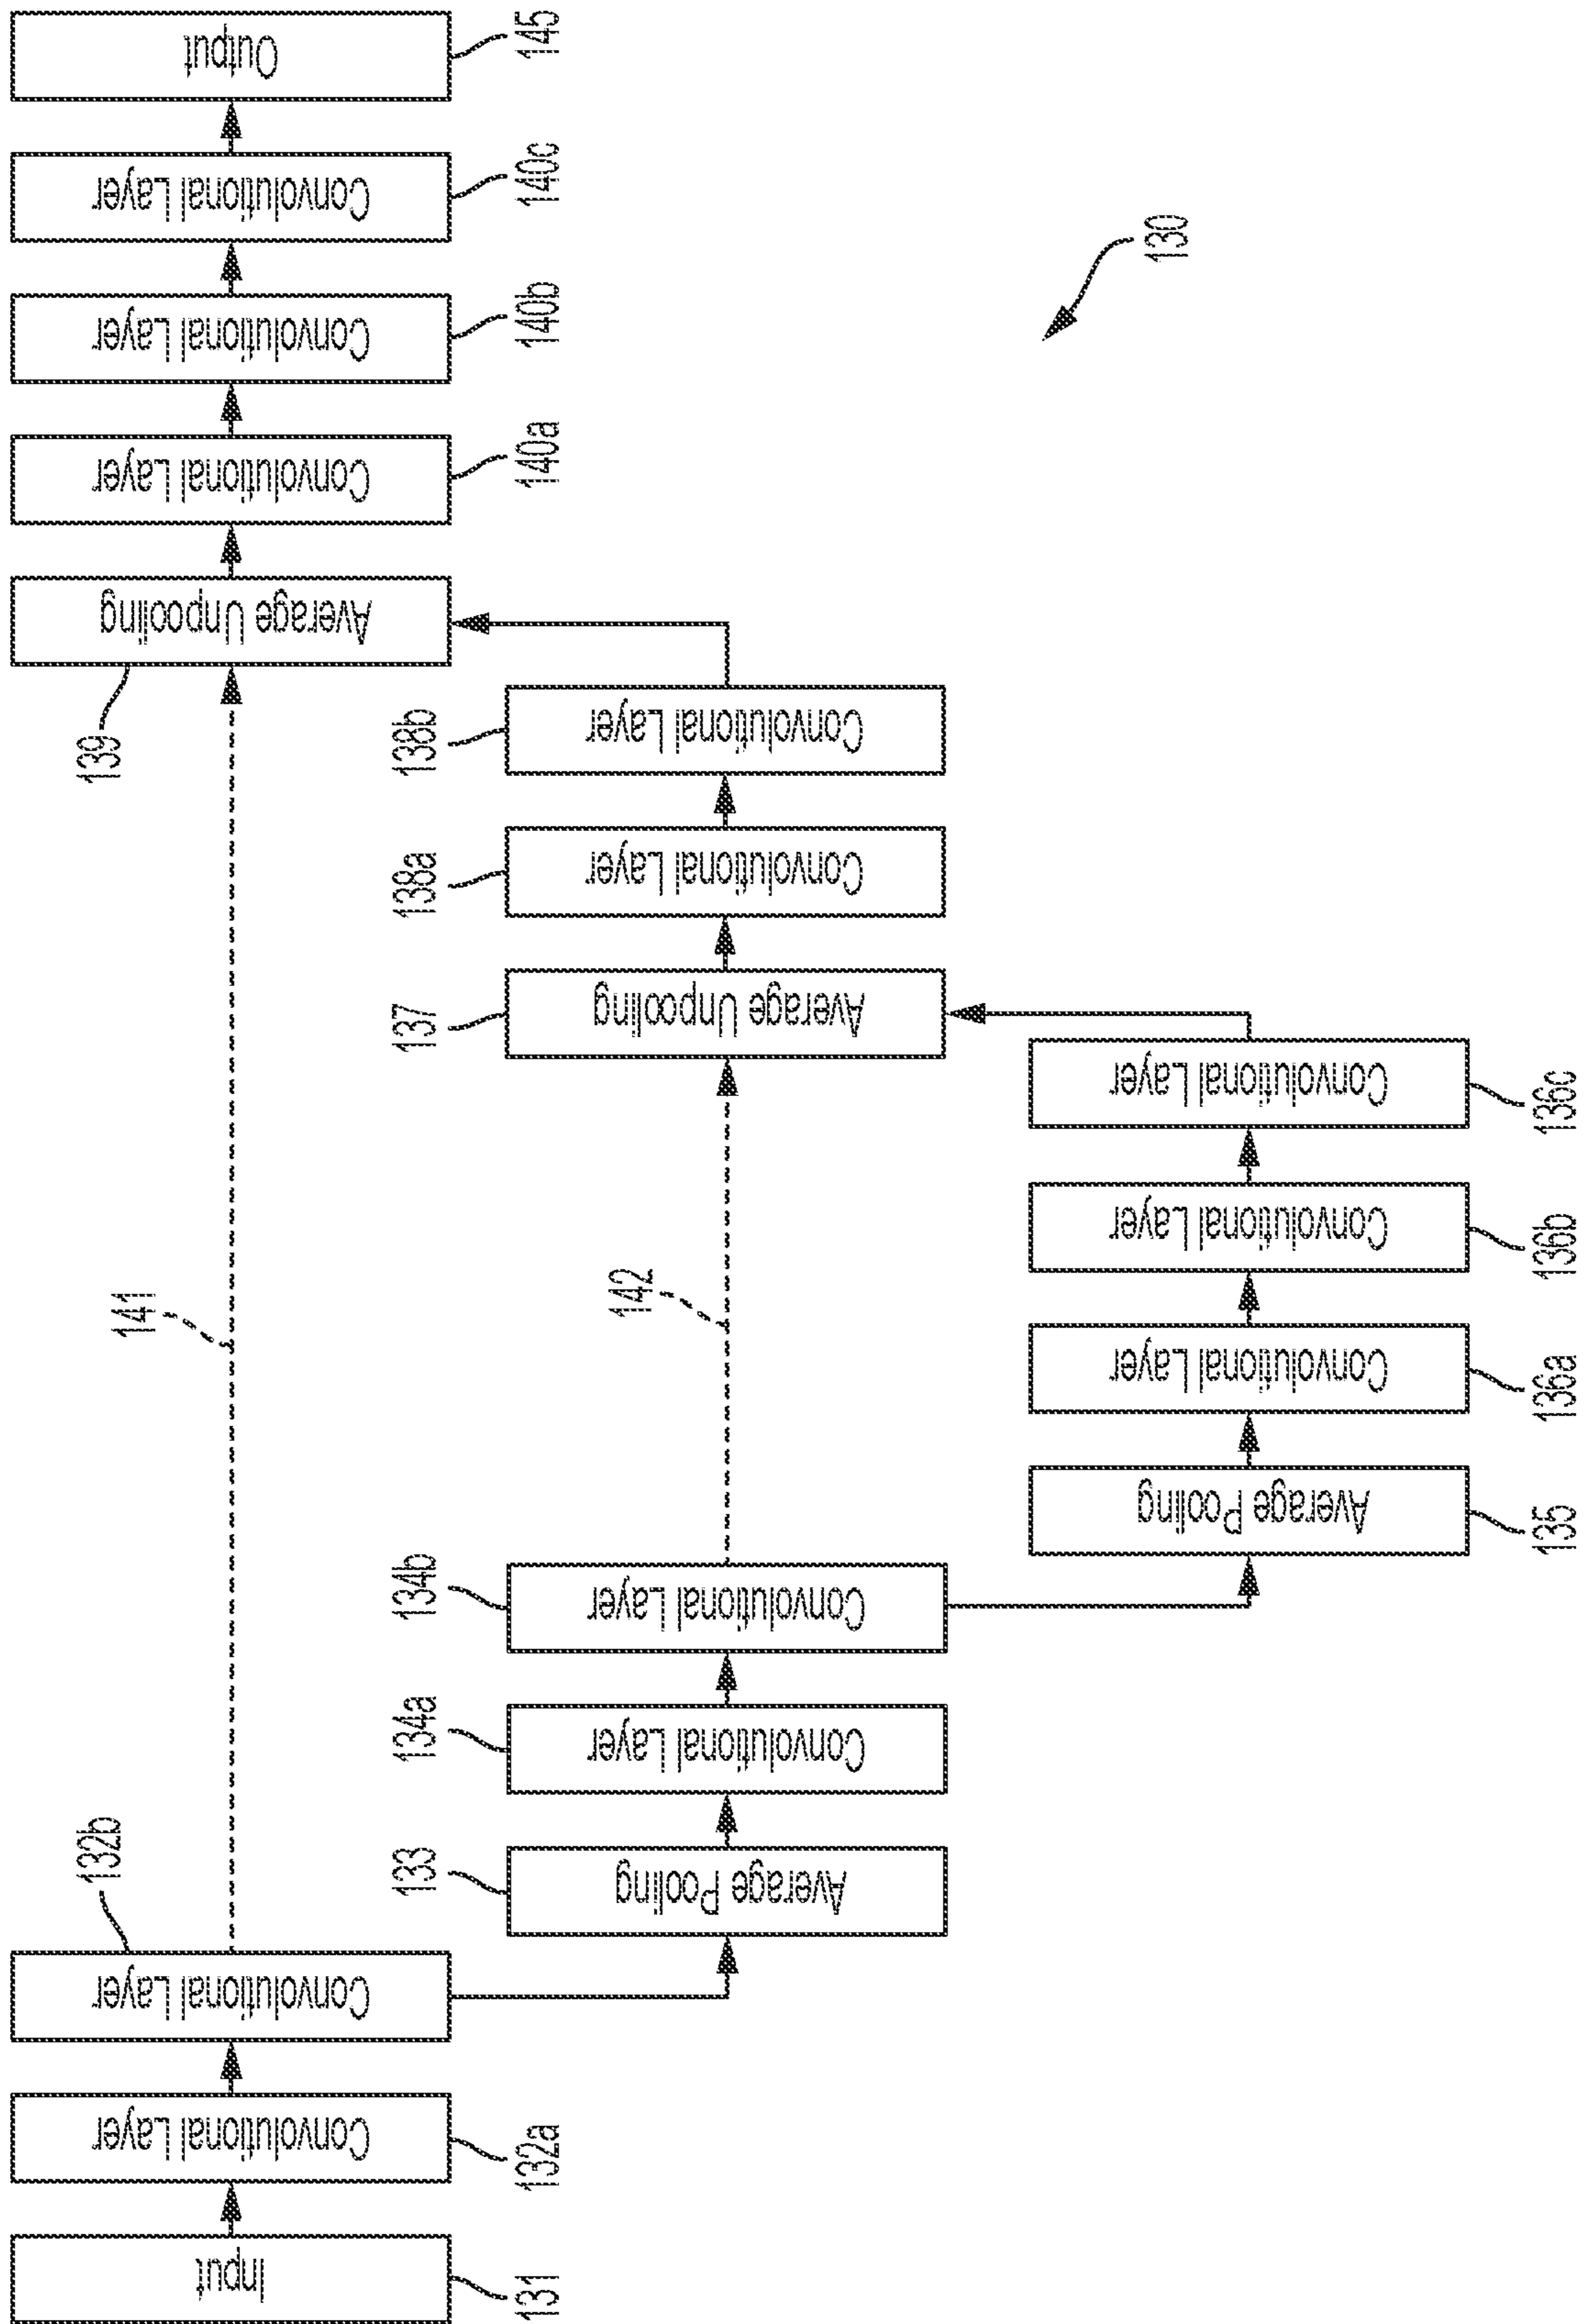 Input
131
Convolutional Layer
132a
Convolutional Layer
132b
Average Pooling
133
Convolutional Layer
134a
Convolutional Layer
134b
Average Pooling
135
Convolutional Layer
136a
Convolutional Layer
136b
Convolutional Layer
136c
Average Unpooling
137
Convolutional Layer
138a
Convolutional Layer
138b
Average Unpooling
139
Convolutional Layer
140a
Convolutional Layer
140b
Convolutional Layer
140c
Output
145
141
142
130